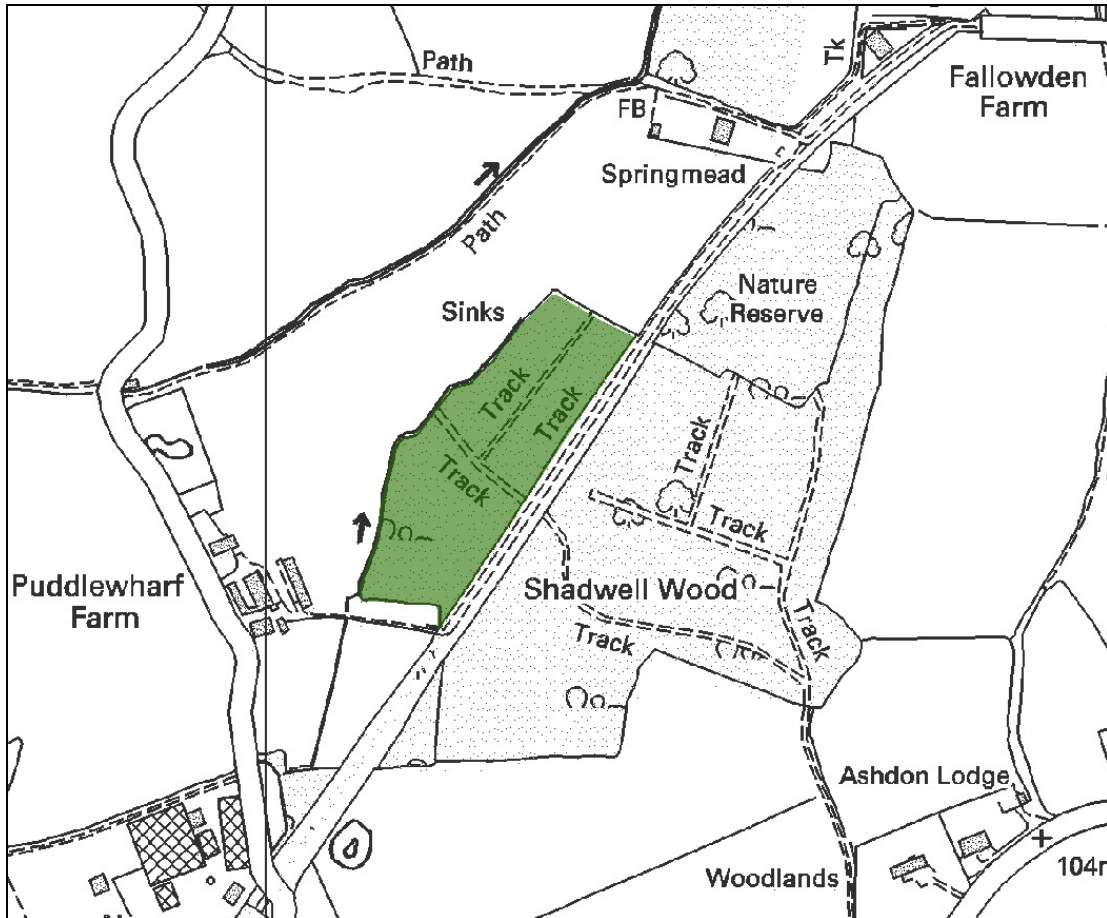 Path
Tk
Fallowden
Farm
FB
Springmead
Path
Nature
Reserve
Sinks
Track
Track
Track
Track
Track
Puddlewharf
Farm
Shadwell Wood
Track
Track
Ashdon Lodge
Woodlands